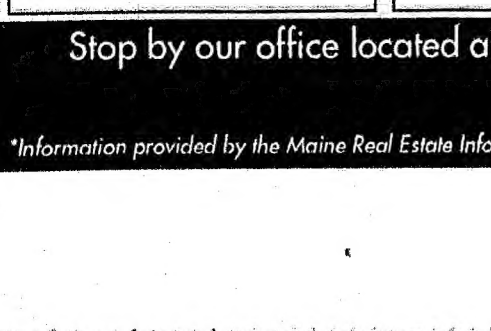 Stop by our office located a
*Information provided by the Maine Real Estate Info